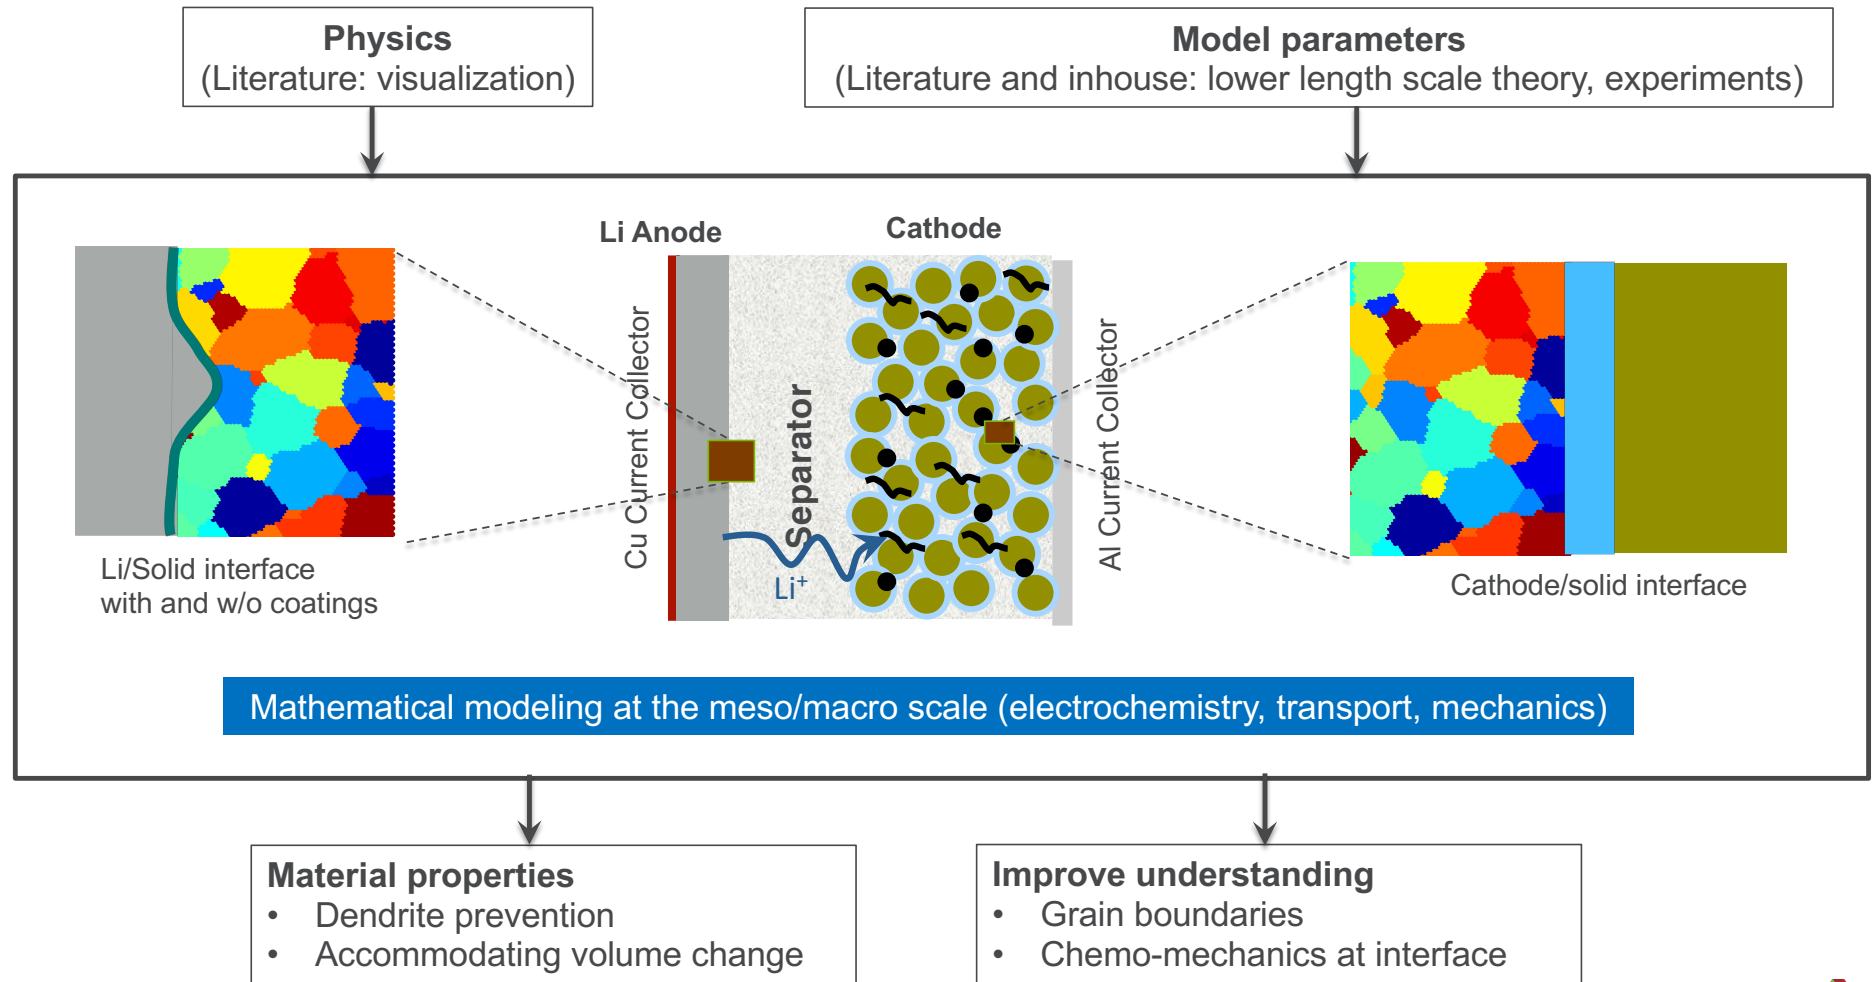 Physics
(Literature: visualization)
Model parameters
(Literature and inhouse: lower length scale theory, experiments)
Li Anode
Cathode
Cu Current Collector
Separator
Al Current Collector
Li⁺
Li/Solid interface
with and w/o coatings
Cathode/solid interface
Mathematical modeling at the meso/macro scale (electrochemistry, transport, mechanics)
Material properties
• Dendrite prevention
• Accommodating volume change
Improve understanding
• Grain boundaries
• Chemo-mechanics at interface